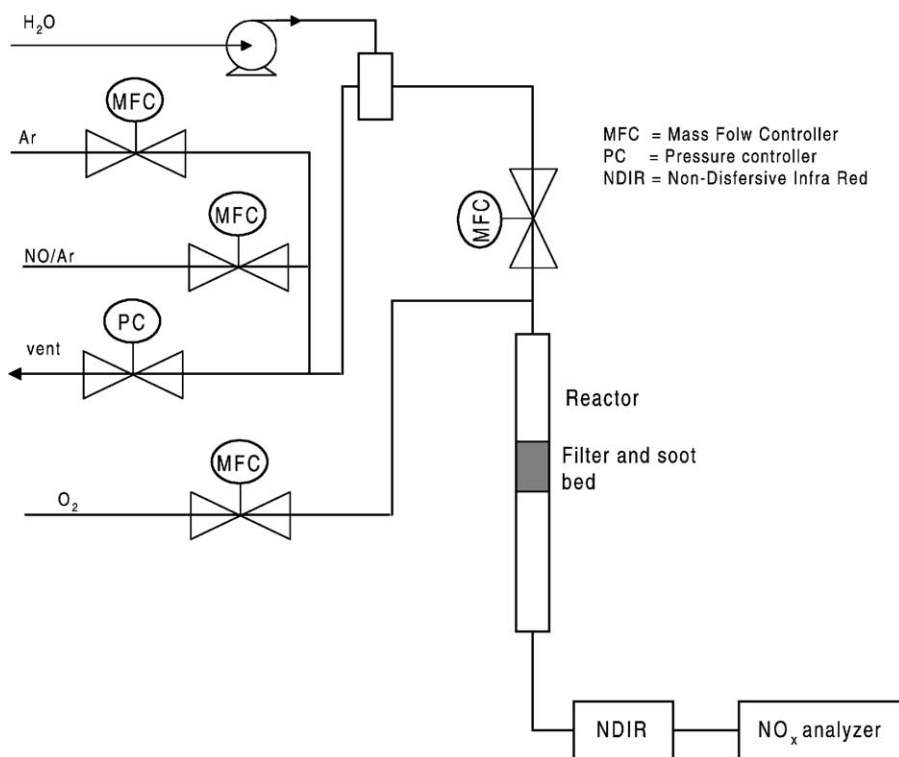 H₂O
MFC
Ar
MFC = Mass Folw Controller
PC = Pressure controller
NDIR = Non-Disfersive Infra Red
MFC
MFC
NO/Ar
PC
vent
Reactor
MFC
Filter and soot
bed
O₂
NDIR
NOₓ analyzer